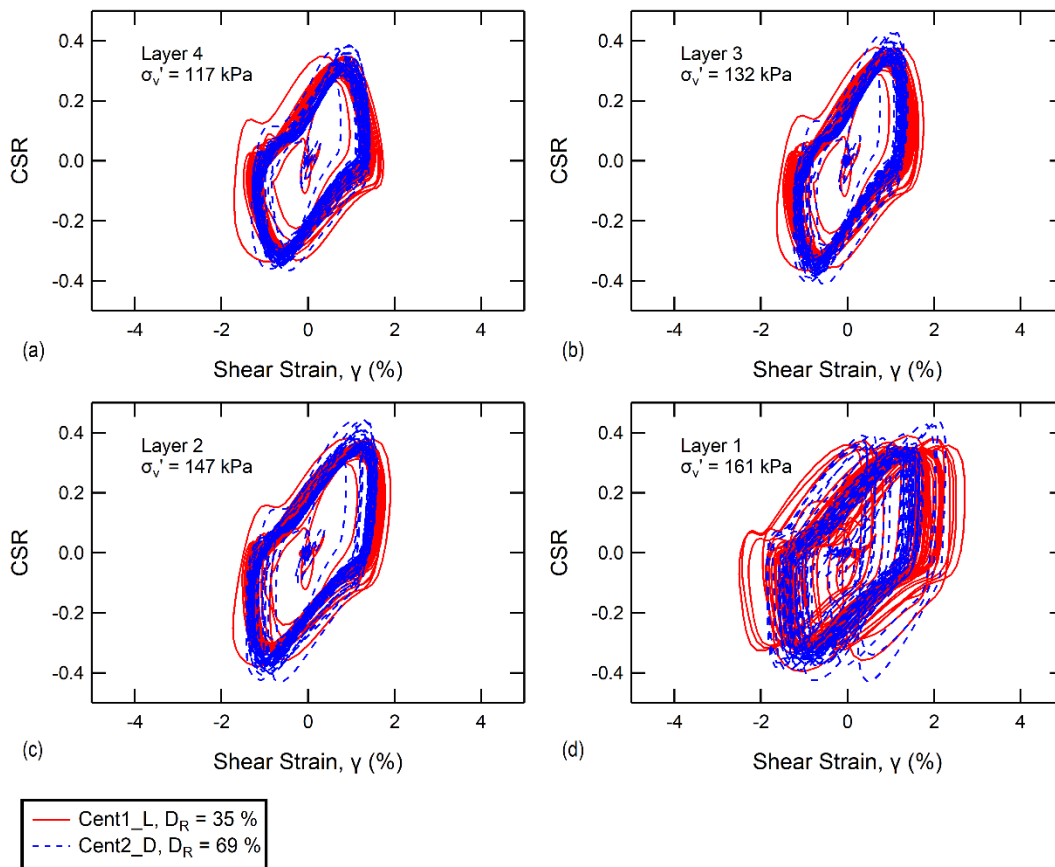 0.4
0.2
0.0
-0.2
-0.4
CSR
Layer 4
σv' = 117 kPa
-4 -2 0 2 4
(a)
Shear Strain, γ (%)
0.4
0.2
0.0
-0.2
-0.4
CSR
Layer 3
σv' = 132 kPa
-4 -2 0 2 4
(b)
Shear Strain, γ (%)
0.4
0.2
0.0
-0.2
-0.4
CSR
Layer 2
σv' = 147 kPa
-4 -2 0 2 4
(c)
Shear Strain, γ (%)
0.4
0.2
0.0
-0.2
-0.4
CSR
Layer 1
σv' = 161 kPa
-4 -2 0 2 4
(d)
Shear Strain, γ (%)
Cent1_L, DR = 35 %
Cent2_D, DR = 69 %